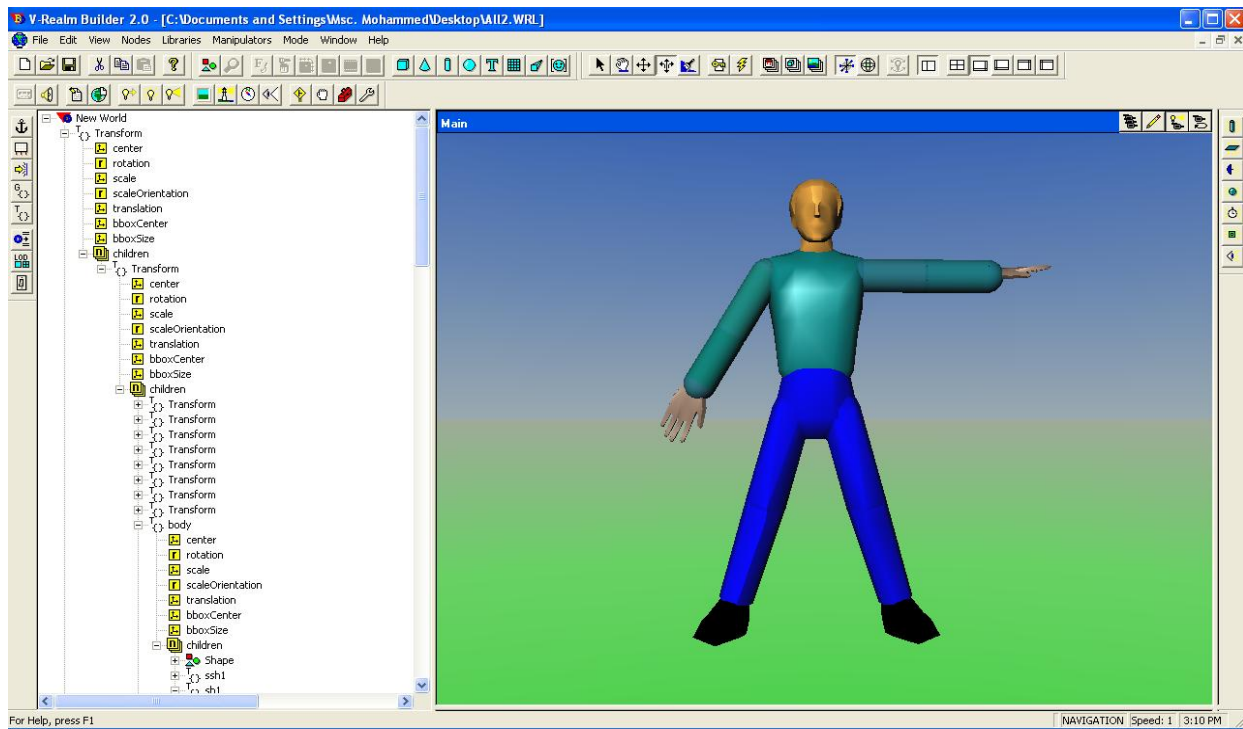 V-Realm Builder 2.0 - [C:\Documents and Settings\Msc. Mohammed\Desktop\All2.WRL]
File Edit View Nodes Libraries Manipulators Mode Window Help
New World
Transform
center
rotation
scale
scaleOrientation
translation
bboxCenter
bboxSize
children
Transform
center
rotation
scale
scaleOrientation
translation
bboxCenter
bboxSize
children
Transform
Transform
Transform
Transform
Transform
Transform
Transform
Transform
body
center
rotation
scale
scaleOrientation
translation
bboxCenter
bboxSize
children
Shape
ssh1
sh1
Main
LOD
For Help, press F1
NAVIGATION Speed: 1 3:10 PM